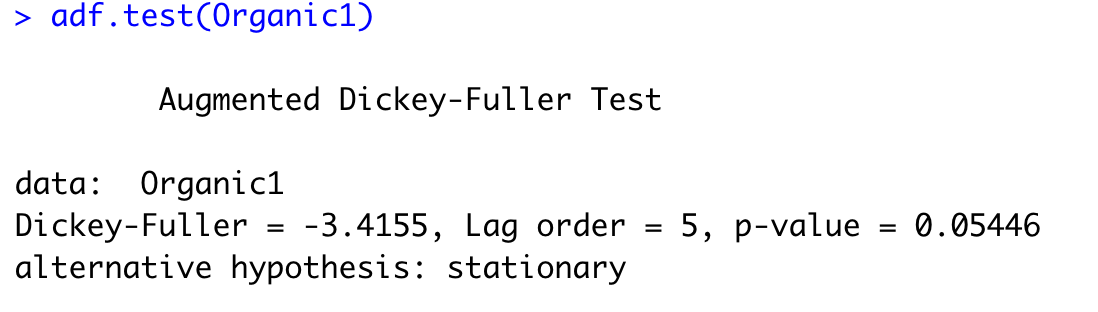 > adf.test(Organic1)
Augmented Dickey-Fuller Test
data:  Organic1
Dickey-Fuller = -3.4155, Lag order = 5, p-value = 0.05446
alternative hypothesis: stationary